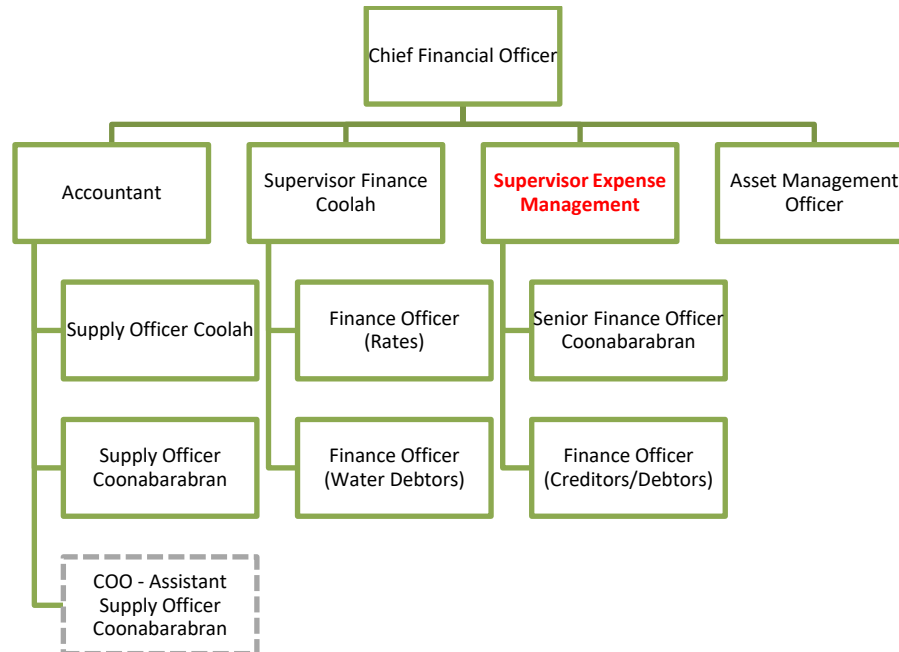 Chief Financial Officer
Accountant
Supervisor Finance
Coolah
Supervisor Expense
Management
Asset Management
Officer
Supply Officer Coolah
Finance Officer
(Rates)
Senior Finance Officer
Coonabarabran
Supply Officer
Coonabarabran
Finance Officer
(Water Debtors)
Finance Officer
(Creditors/Debtors)
COO - Assistant
Supply Officer
Coonabarabran